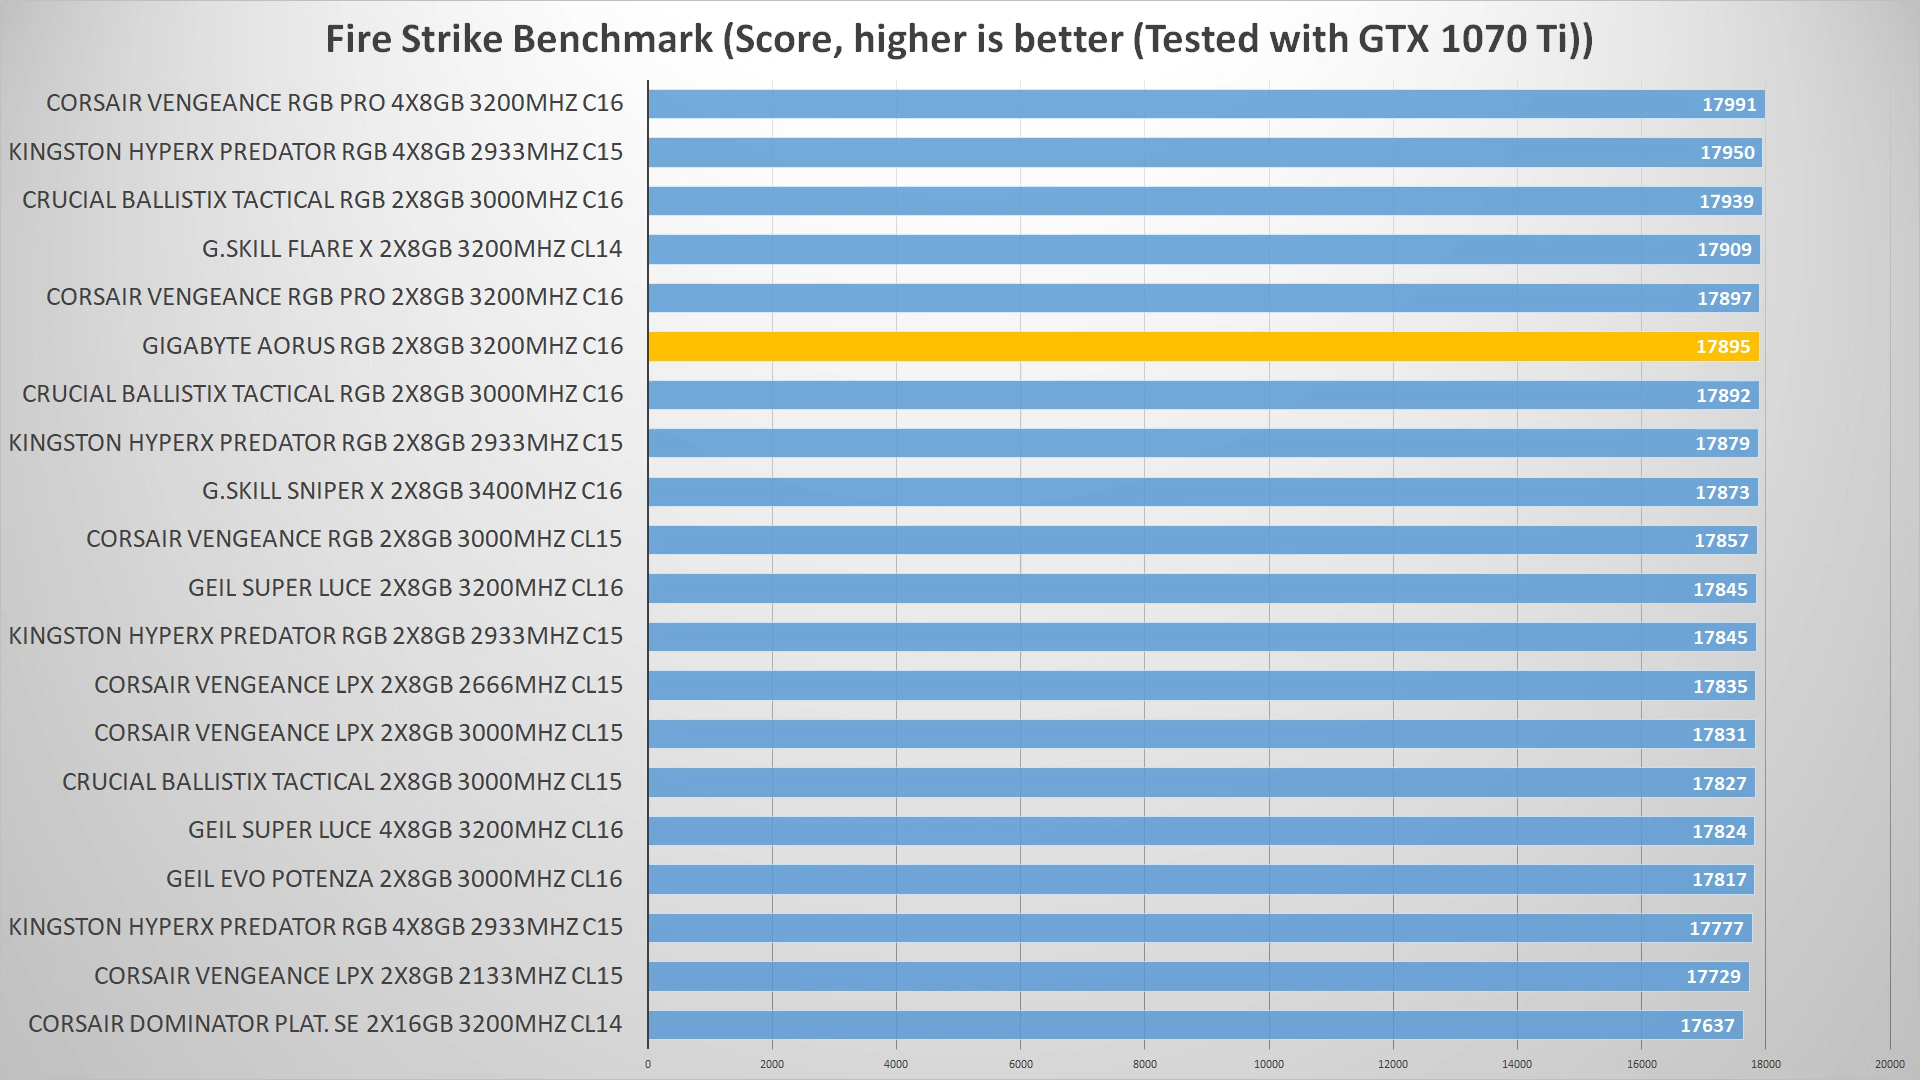 Fire Strike Benchmark (Score, higher is better (Tested with GTX 1070 Ti))
CORSAIR VENGEANCE RGB PRO 4X8GB 3200MHZ C16 17991
KINGSTON HYPERX PREDATOR RGB 4X8GB 2933MHZ C15 17950
CRUCIAL BALLISTIX TACTICAL RGB 2X8GB 3000MHZ C16 17939
G.SKILL FLARE X 2X8GB 3200MHZ CL14 17909
CORSAIR VENGEANCE RGB PRO 2X8GB 3200MHZ C16 17897
GIGABYTE AORUS RGB 2X8GB 3200MHZ C16 17895
CRUCIAL BALLISTIX TACTICAL RGB 2X8GB 3000MHZ C16 17892
KINGSTON HYPERX PREDATOR RGB 2X8GB 2933MHZ C15 17879
G.SKILL SNIPER X 2X8GB 3400MHZ C16 17873
CORSAIR VENGEANCE RGB 2X8GB 3000MHZ CL15 17857
GEIL SUPER LUCE 2X8GB 3200MHZ CL16 17845
KINGSTON HYPERX PREDATOR RGB 2X8GB 2933MHZ C15 17845
CORSAIR VENGEANCE LPX 2X8GB 2666MHZ CL15 17835
CORSAIR VENGEANCE LPX 2X8GB 3000MHZ CL15 17831
CRUCIAL BALLISTIX TACTICAL 2X8GB 3000MHZ CL15 17827
GEIL SUPER LUCE 4X8GB 3200MHZ CL16 17824
GEIL EVO POTENZA 2X8GB 3000MHZ CL16 17817
KINGSTON HYPERX PREDATOR RGB 4X8GB 2933MHZ C15 17777
CORSAIR VENGEANCE LPX 2X8GB 2133MHZ CL15 17729
CORSAIR DOMINATOR PLAT. SE 2X16GB 3200MHZ CL14 17637
0 2000 4000 6000 8000 10000 12000 14000 16000 18000 20000